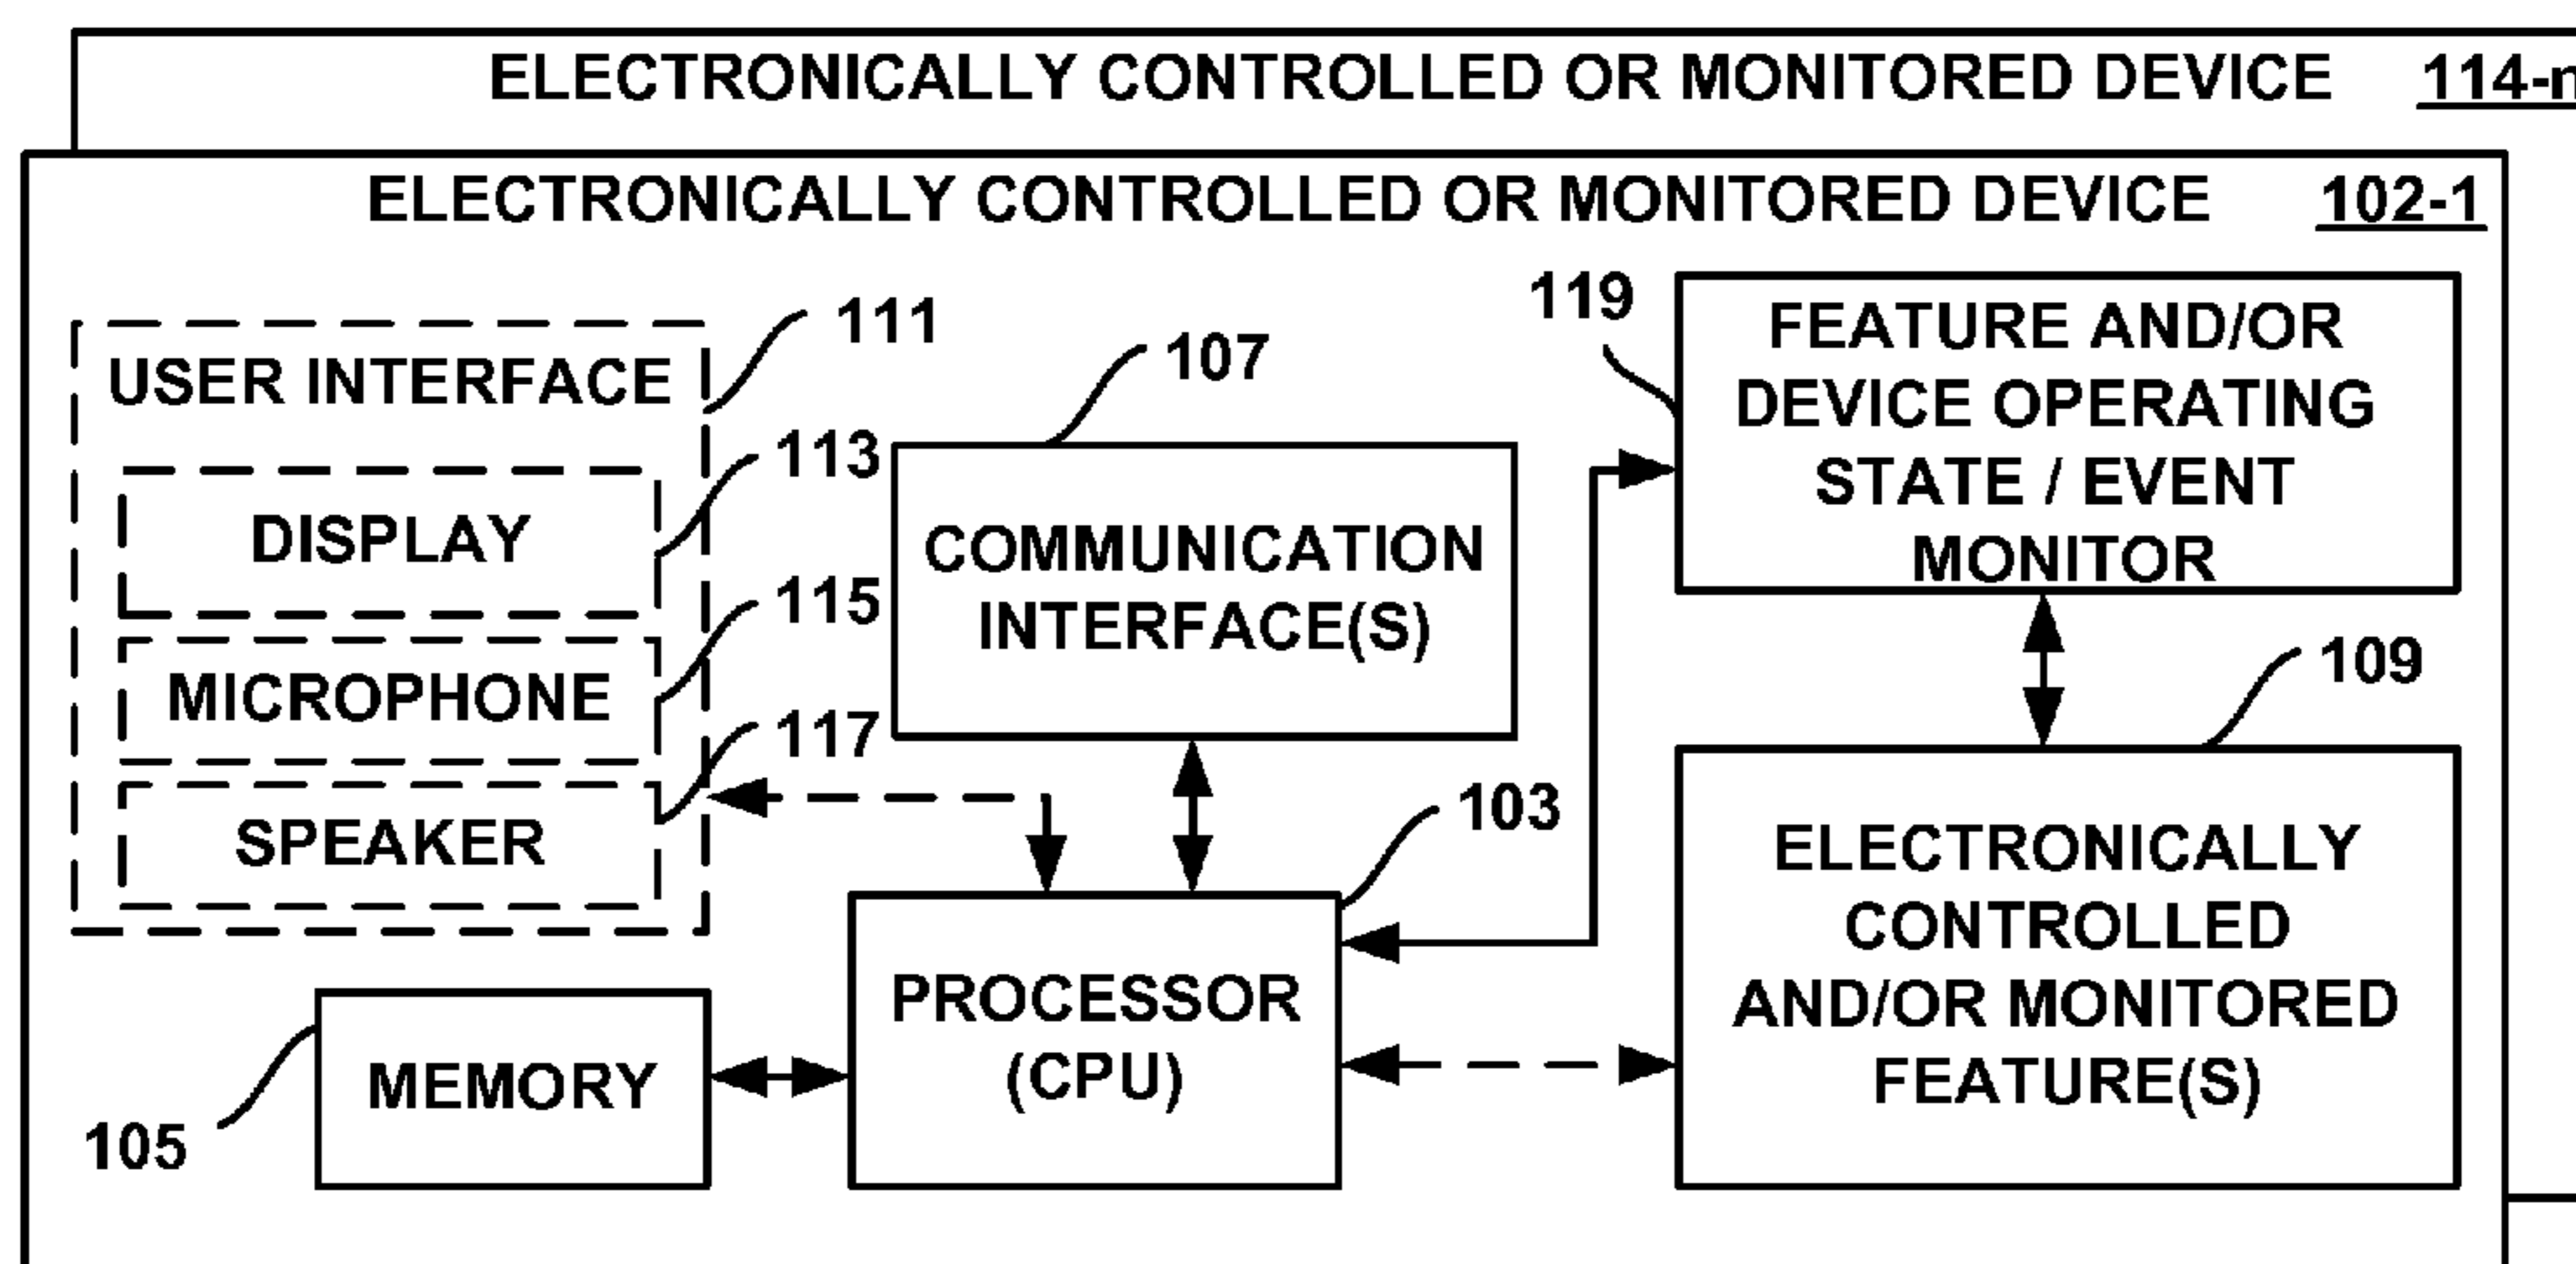 ELECTRONICALLY CONTROLLED OR MONITORED DEVICE 114-n
ELECTRONICALLY CONTROLLED OR MONITORED DEVICE 102-1
111
USER INTERFACE
113
DISPLAY
115
MICROPHONE
117
SPEAKER
107
COMMUNICATION
INTERFACE(S)
119
FEATURE AND/OR
DEVICE OPERATING
STATE / EVENT
MONITOR
109
ELECTRONICALLY
CONTROLLED
AND/OR MONITORED
FEATURE(S)
103
PROCESSOR
(CPU)
MEMORY
105